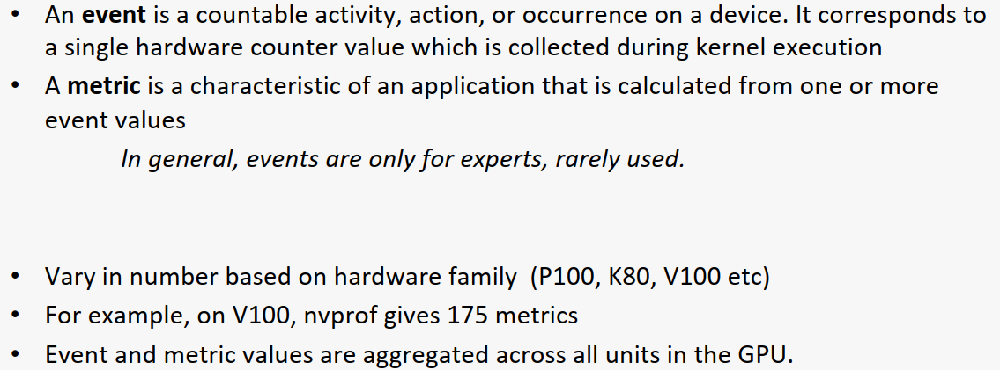 • An event is a countable activity, action, or occurrence on a device. It corresponds to
a single hardware counter value which is collected during kernel execution
• A metric is a characteristic of an application that is calculated from one or more
event values
In general, events are only for experts, rarely used.
• Vary in number based on hardware family (P100, K80, V100 etc)
• For example, on V100, nvprof gives 175 metrics
• Event and metric values are aggregated across all units in the GPU.